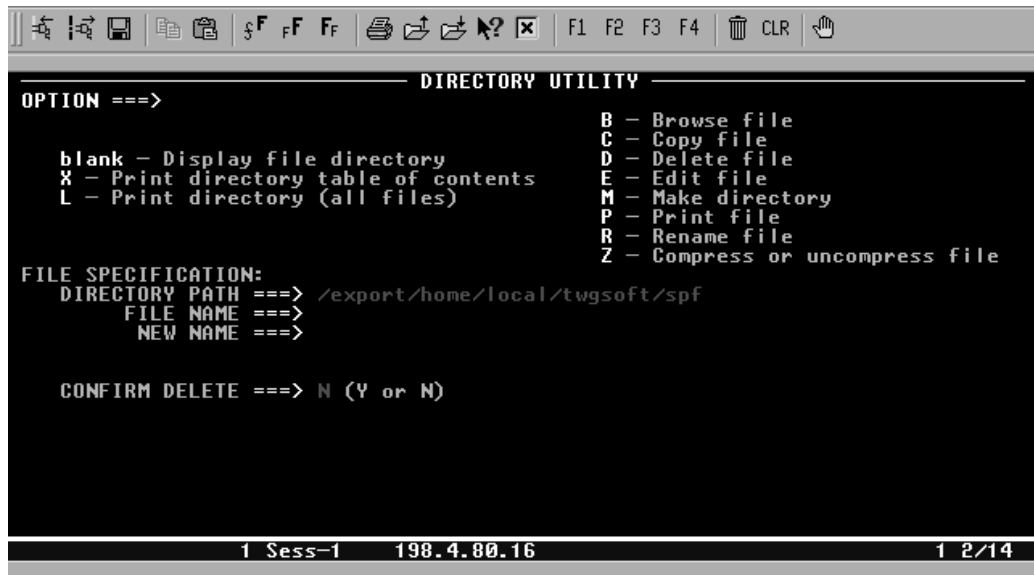 F F F F F ? F1 F2 F3 F4 CLR
DIRECTORY UTILITY
OPTION ===>
B – Browse file
C – Copy file
blank – Display file directory D – Delete file
X – Print directory table of contents E – Edit file
L – Print directory (all files) M – Make directory
P – Print file
R – Rename file
Z – Compress or uncompress file
FILE SPECIFICATION:
DIRECTORY PATH ===> /export/home/local/twgsoft/spf
FILE NAME ===>
NEW NAME ===>
CONFIRM DELETE ===> N (Y or N)
1 Sess–1 198.4.80.16 1 2/14